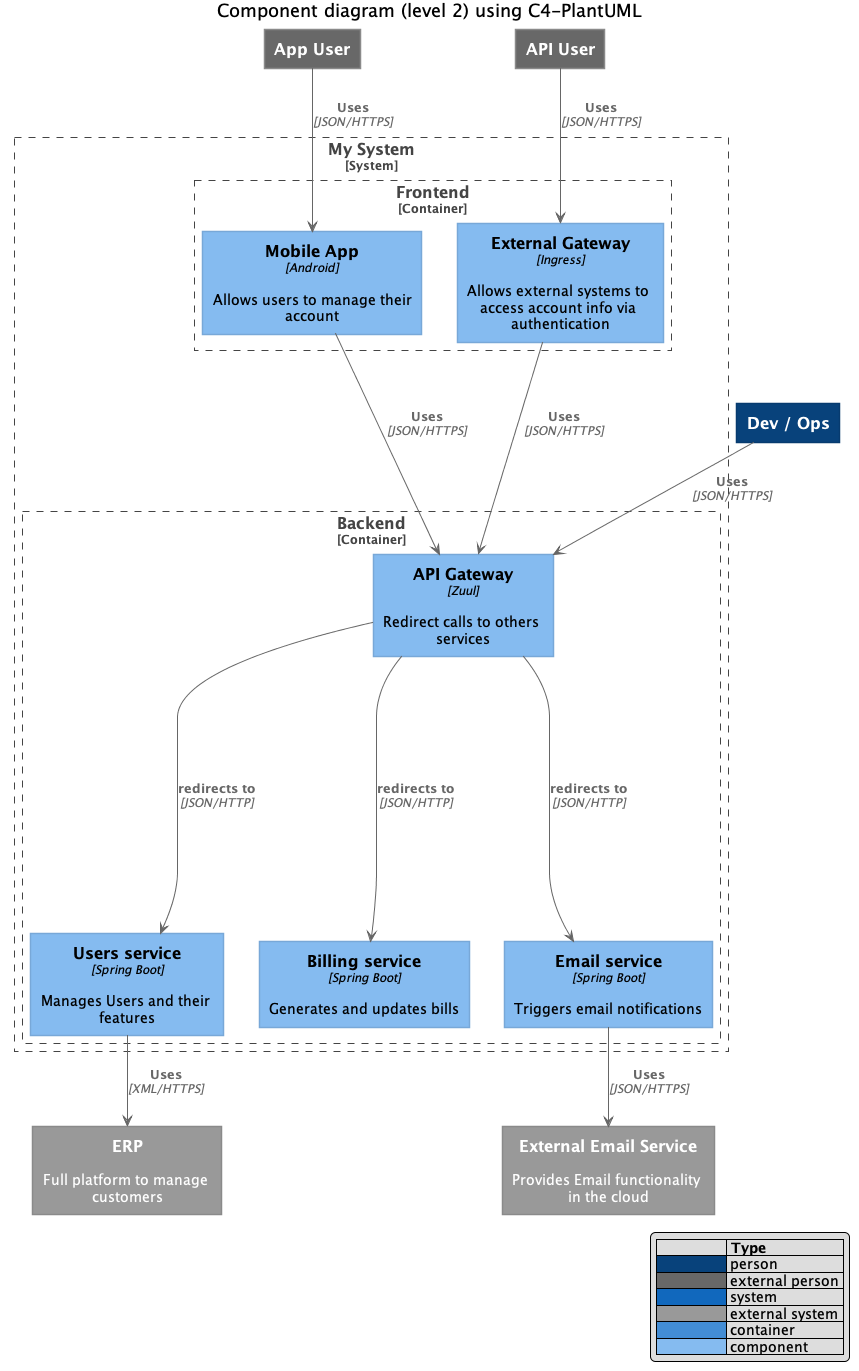 Component diagram (level 2) using C4-PlantUML
App User
API User
Uses
[JSON/HTTPS]
Uses
[JSON/HTTPS]
My System
[System]
Frontend
[Container]
Mobile App
[Android]
Allows users to manage their
account
External Gateway
[Ingress]
Allows external systems to
access account info via
authentication
Uses
[JSON/HTTPS]
Uses
[JSON/HTTPS]
Dev / Ops
Uses
[JSON/HTTPS]
Backend
[Container]
API Gateway
[Zuul]
Redirect calls to others
services
redirects to
[JSON/HTTP]
redirects to
[JSON/HTTP]
redirects to
[JSON/HTTP]
Users service
[Spring Boot]
Manages Users and their
features
Billing service
[Spring Boot]
Generates and updates bills
Email service
[Spring Boot]
Triggers email notifications
Uses
[XML/HTTPS]
Uses
[JSON/HTTPS]
ERP
Full platform to manage
customers
External Email Service
Provides Email functionality
in the cloud
Type
person
external person
system
external system
container
component